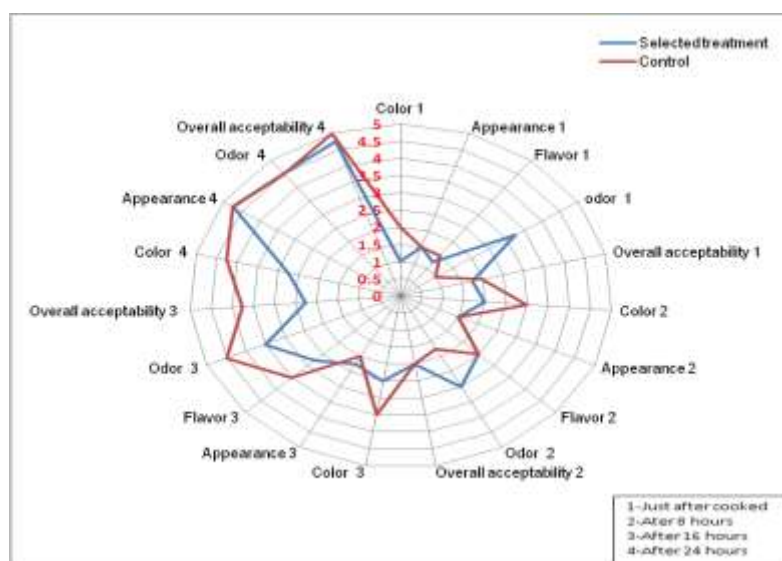 Selected treatment
Control
Color 1
Appearance 1
Flavor 1
odor 1
Overall acceptability 1
Color 2
Appearance 2
Flavor 2
Odor 2
Overall acceptability 2
Color 3
Appearance 3
Flavor 3
Odor 3
Overall acceptability 3
Color 4
Appearance 4
Odor 4
Overall acceptability 4
5
4.5
4
3.5
3
2.5
2
1.5
1
0.5
0
1-Just after cooked
2-Ater 8 hours
3-After 16 hours
4-After 24 hours